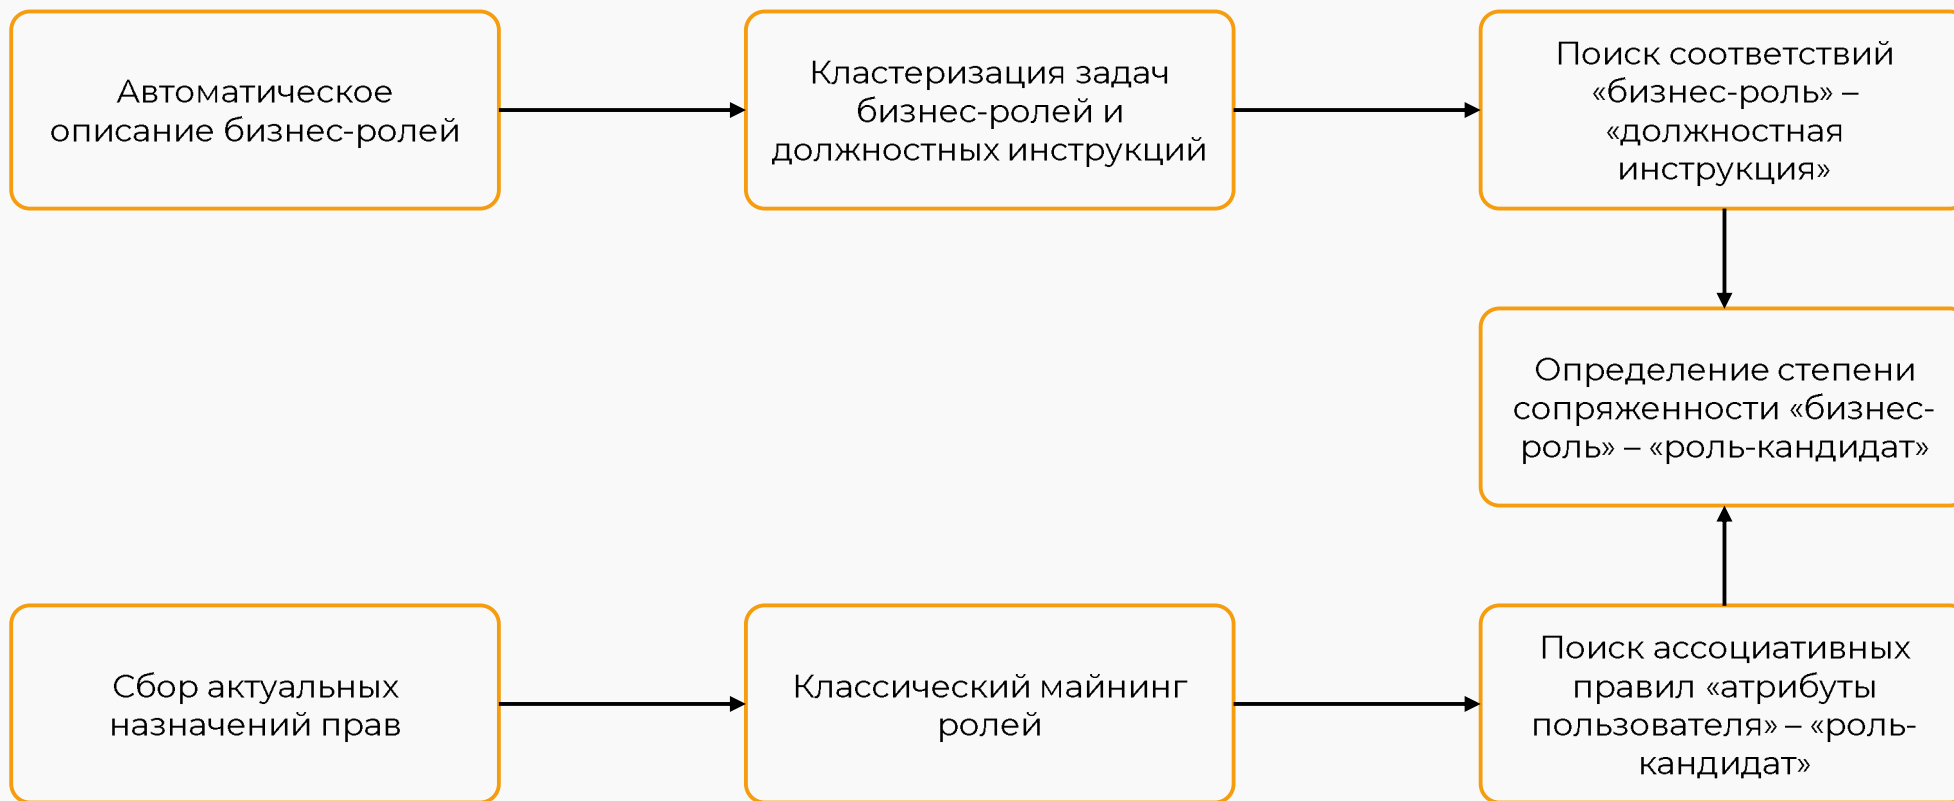 Автоматическое
описание бизнес-ролей
Кластеризация задач
бизнес-ролей и
должностных инструкций
Поиск соответствий
«бизнес-роль» –
«должностная
инструкция»
Определение степени
сопряженности «бизнес-
роль» – «роль-кандидат»
Сбор актуальных
назначений прав
Классический майнинг
ролей
Поиск ассоциативных
правил «атрибуты
пользователя» – «роль-
кандидат»